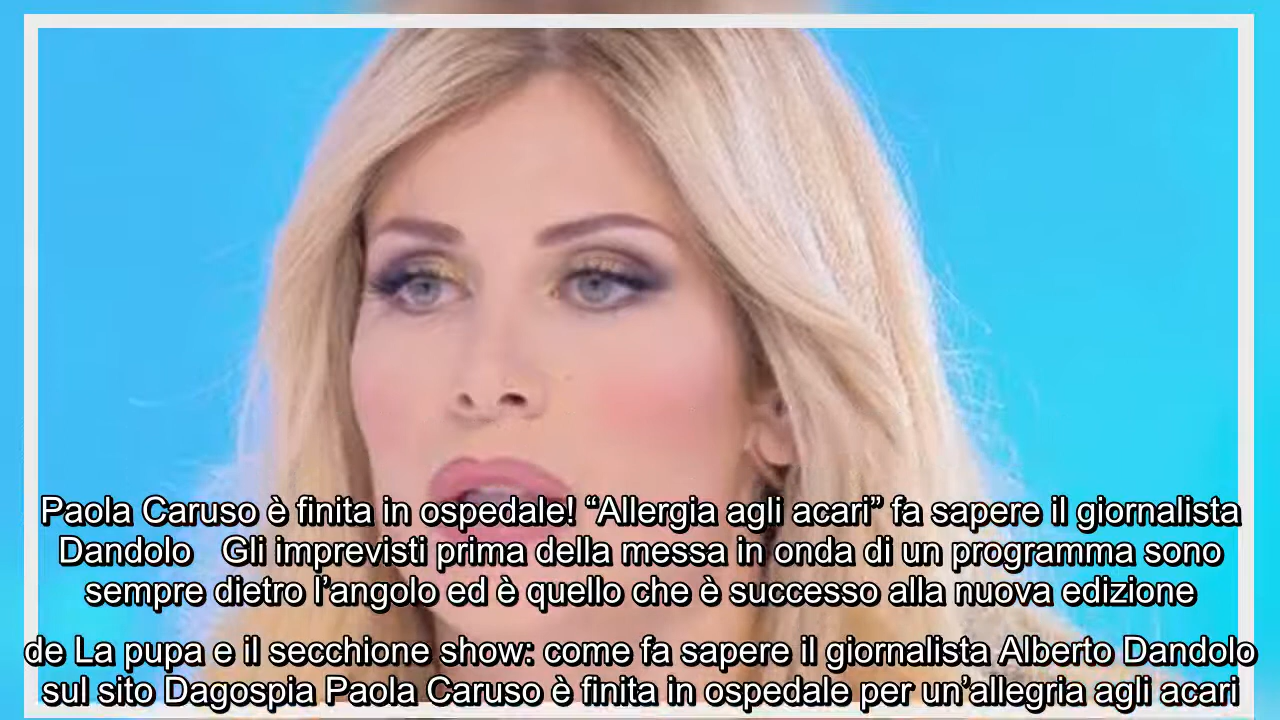 Paola Caruso è finita in ospedale! “Allergia agli acari” fa sapere il giornalista
Dandolo   Gli imprevisti prima della messa in onda di un programma sono
sempre dietro l’angolo ed è quello che è successo alla nuova edizione
de La pupa e il secchione show: come fa sapere il giornalista Alberto Dandolo
sul sito Dagospia Paola Caruso è finita in ospedale per un’allegria agli acari